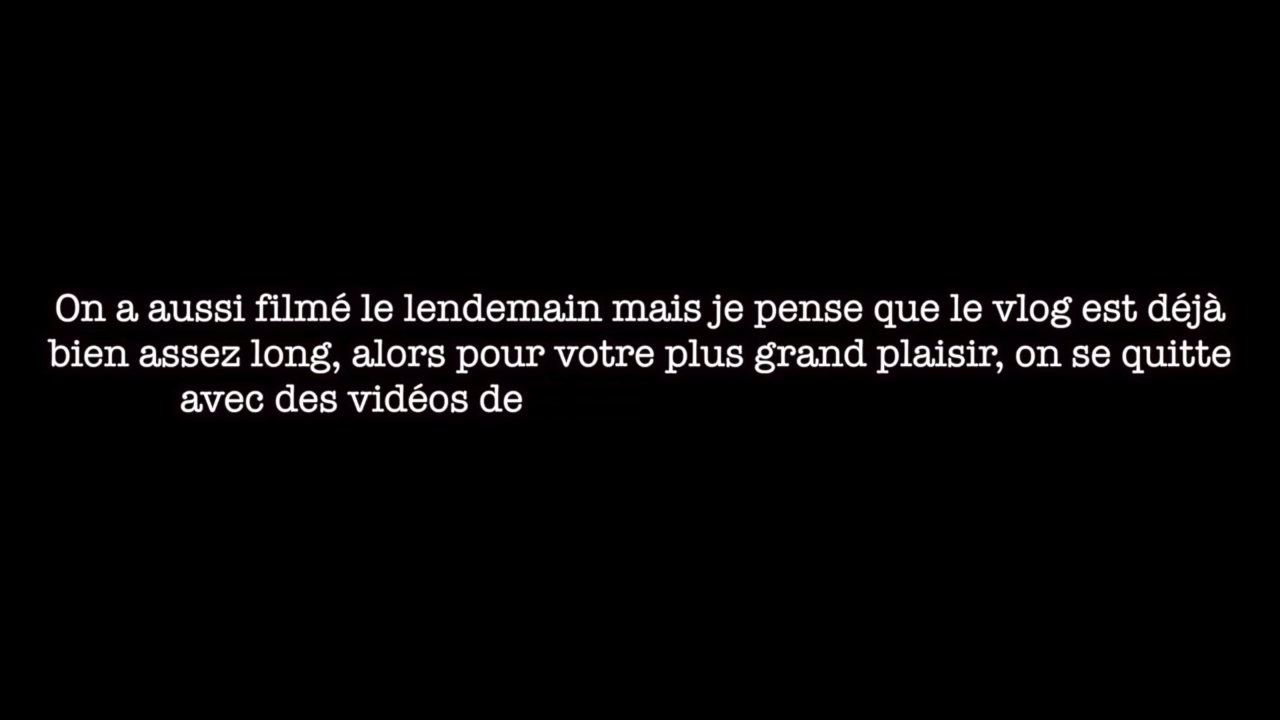 On a aussi filmé le lendemain mais je pense que le vlog est déjà
bien assez long, alors pour votre plus grand plaisir, on se quitte
avec des vidéos de